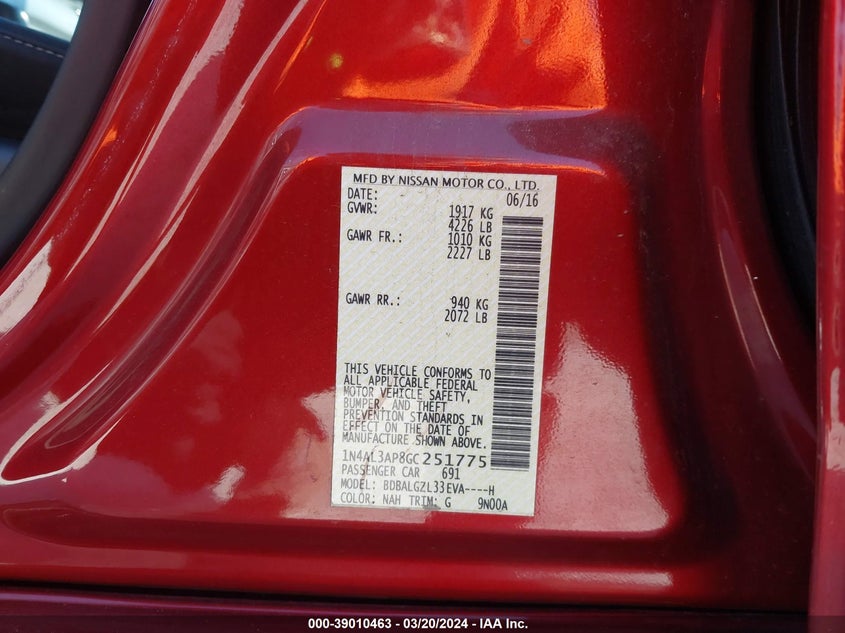 MFD BY NISSAN MOTOR CO., LTD.
DATE: 06/16
GVWR: 1917 KG
4226 LB
GAWR FR.: 1010 KG
2227 LB
GAWR RR.: 940 KG
2072 LB
THIS VEHICLE CONFORMS TO
ALL APPLICABLE FEDERAL
MOTOR VEHICLE SAFETY,
BUMPER, AND THEFT
PREVENTION STANDARDS IN
EFFECT ON THE DATE OF
MANUFACTURE SHOWN ABOVE.
1N4AL3AP8GC251775
PASSENGER CAR 691
MODEL: BDBALGZL33EVA----H
COLOR: NAH TRIM: G 9N00A
000-39010463 — 03/20/2024 — IAA Inc.